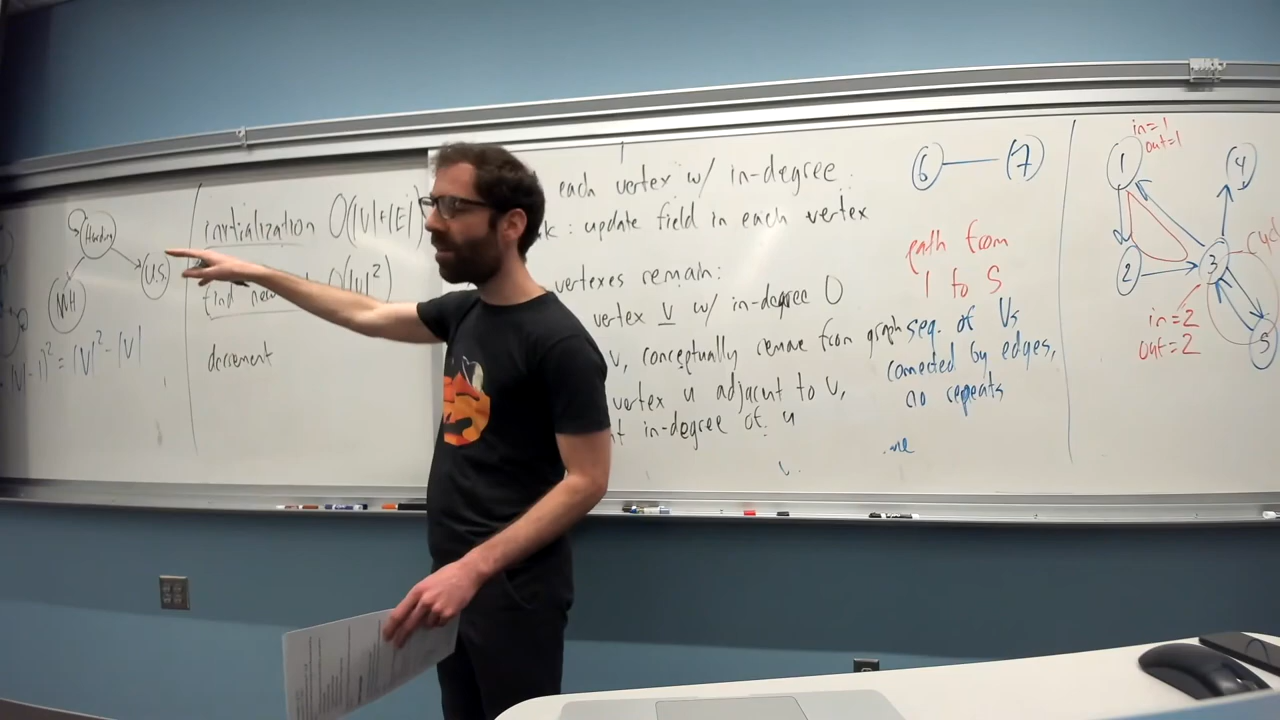 Harding
MH
U.S.
|V|-1)² = |V|² - |V|
initialization O(|V|+|E|)
find new O(|V|²)
decrement
each vertex w/ in-degree
: update field in each vertex
vertexes remain:
vertex v w/ in-degree 0
v, conceptually remove from graph
vertex u adjacent to v,
in-degree of u
6
7
path from
1 to 5
seq. of Vs
connected by edges,
no repeats
in=1
out=1
1
4
2
3
in=2
out=2
5